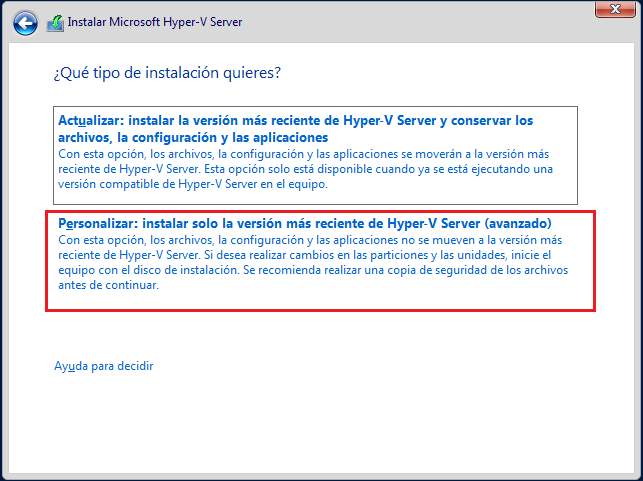 Instalar Microsoft Hyper-V Server
¿Qué tipo de instalación quieres?
Actualizar: instalar la versión más reciente de Hyper-V Server y conservar los
archivos, la configuración y las aplicaciones
Con esta opción, los archivos, la configuración y las aplicaciones se moverán a la versión más
reciente de Hyper-V Server. Esta opción solo está disponible cuando ya se está ejecutando una
versión compatible de Hyper-V Server en el equipo.
Personalizar: instalar solo la versión más reciente de Hyper-V Server (avanzado)
Con esta opción, los archivos, la configuración y las aplicaciones no se mueven a la versión más
reciente de Hyper-V Server. Si desea realizar cambios en las particiones y las unidades, inicie el
equipo con el disco de instalación. Se recomienda realizar una copia de seguridad de los archivos
antes de continuar.
Ayuda para decidir